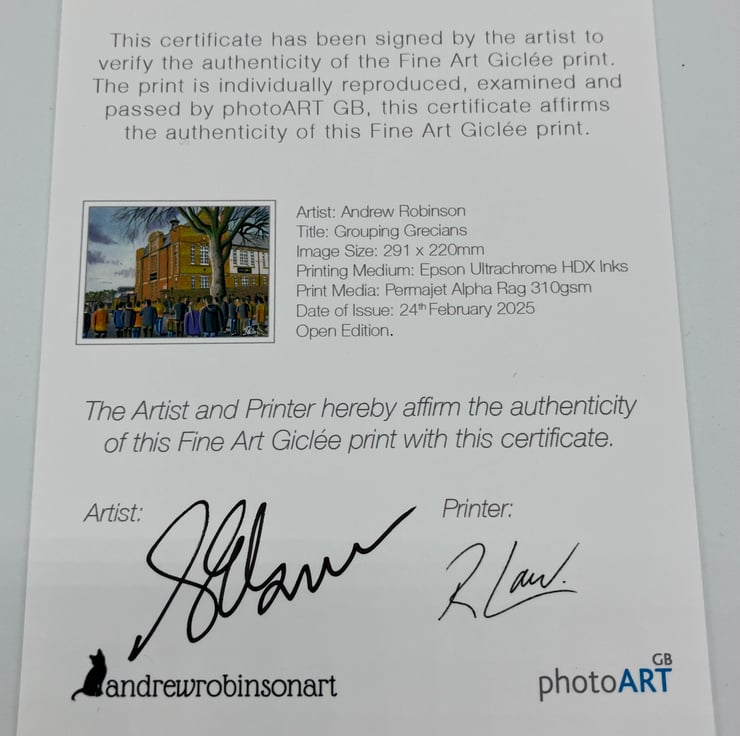 This certificate has been signed by the artist to
verify the authenticity of the Fine Art Giclée print.
The print is individually reproduced, examined and
passed by photoART GB, this certificate affirms
the authenticity of this Fine Art Giclée print.
Artist: Andrew Robinson
Title: Grouping Grecians
Image Size: 291 x 220mm
Printing Medium: Epson Ultrachrome HDX Inks
Print Media: Permajet Alpha Rag 310gsm
Date of Issue: 24th February 2025
Open Edition.
The Artist and Printer hereby affirm the authenticity
of this Fine Art Giclée print with this certificate.
Artist:
Printer:
R Law.
andrewrobinsonart
photoART GB